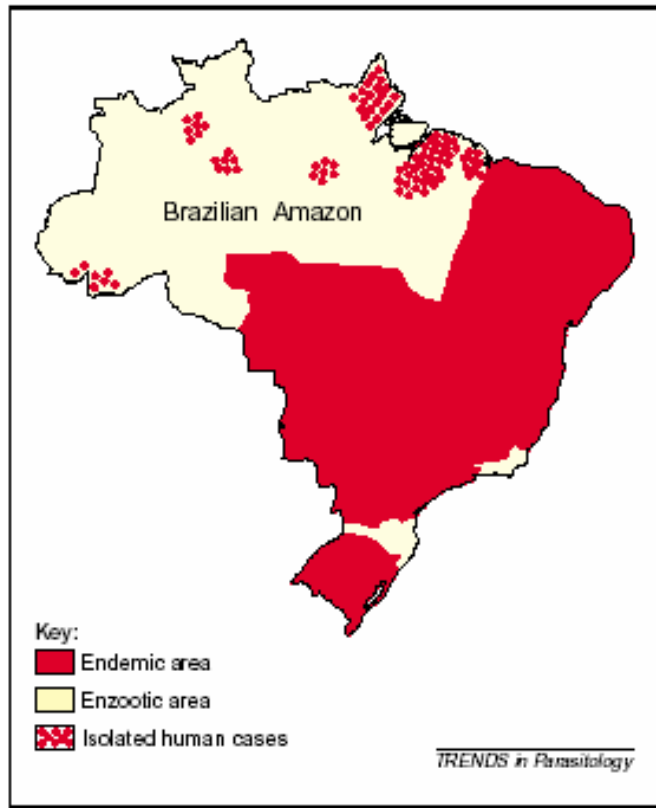 Brazilian Amazon
Key:
Endemic area
Enzootic area
Isolated human cases
TRENDS in Parasitology